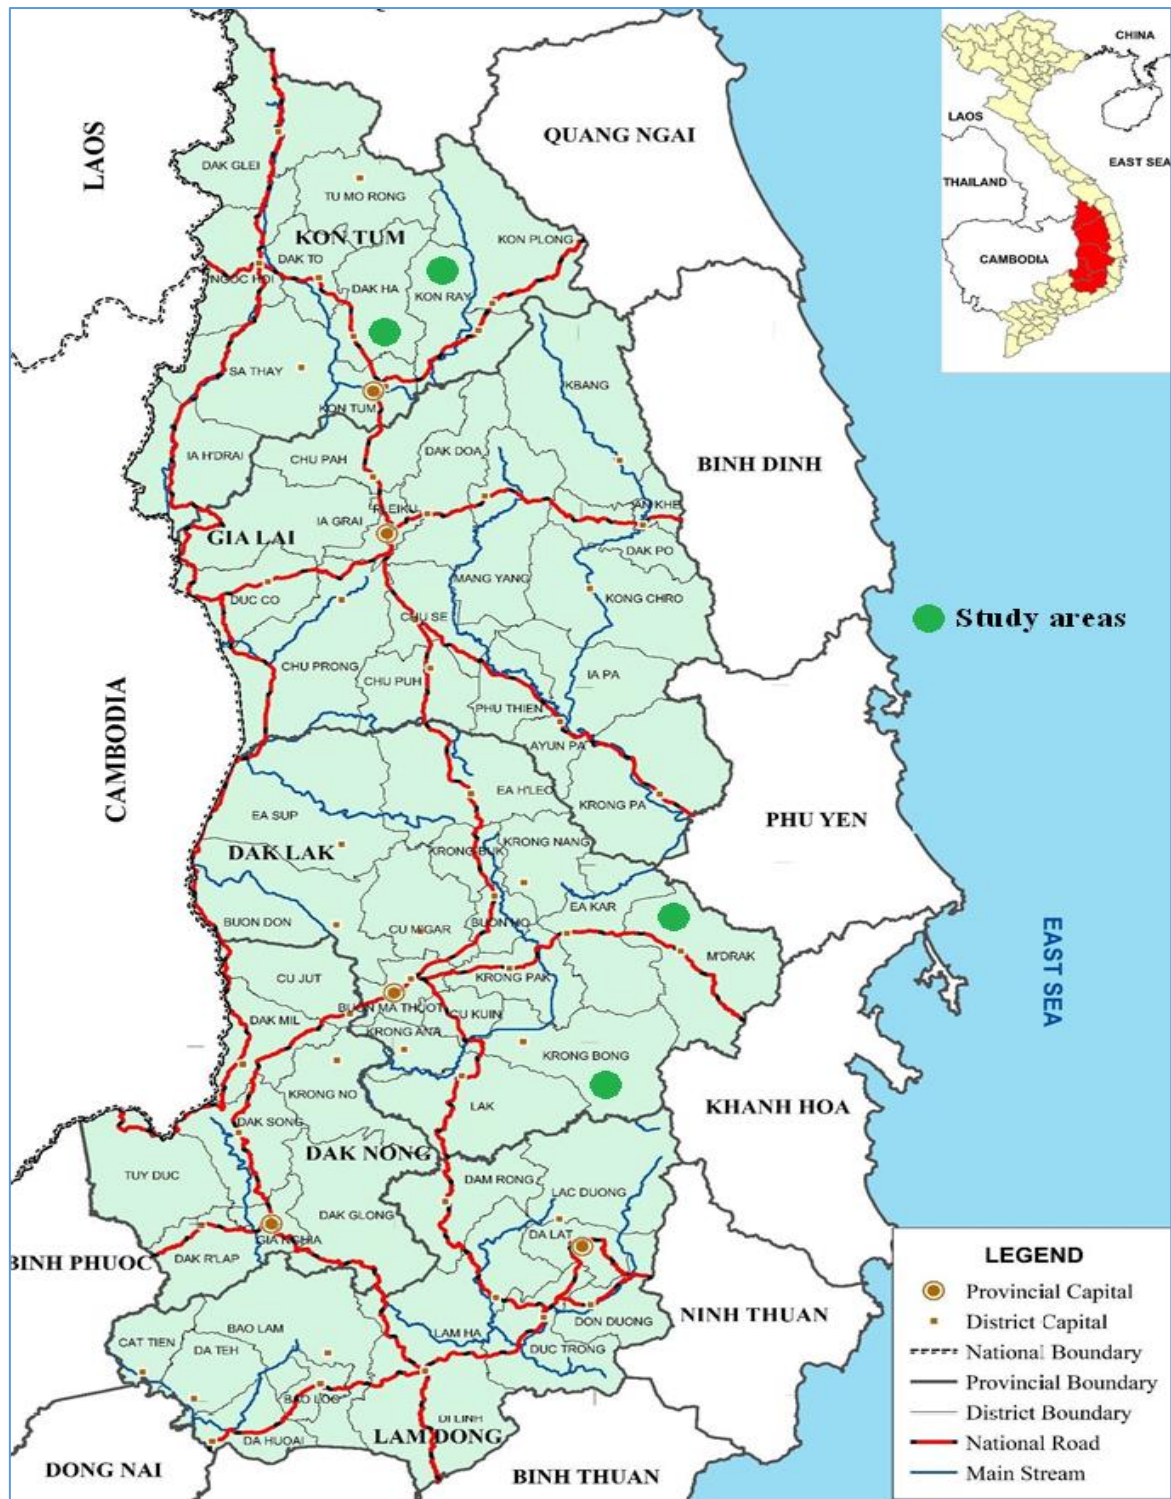 CHINA
LAOS
EAST SEA
THAILAND
CAMBODIA
LAOS
QUANG NGAI
DAK GLEI
TU MO RONG
KON TUM
KON PLONG
DAK TO
NGOC HOI
DAK HA
KON RAY
SA THAY
KBANG
KON TUM
IA H'DRAI
CHU PAH
DAK DOA
BINH DINH
PLEIKU
AN KHE
IA GRAI
GIA LAI
DAK PO
MANG YANG
DUC CO
KONG CHRO
CHU SE
Study areas
CHU PRONG
IA PA
CHU PUH
PHU THIEN
CAMBODIA
AYUN PA
EA H'LEO
KRONG PA
EA SUP
PHU YEN
KRONG NANG
DAK LAK
KRONG BUK
EA KAR
BUON DON
BUON HO
CU M'GAR
M'DRAK
EAST SEA
CU JUT
KRONG PAK
BUON MA THUOT
CU KUIN
DAK MIL
KRONG ANA
KRONG BONG
KRONG NO
LAK
KHANH HOA
DAK SONG
DAK NONG
TUY DUC
DAM RONG
LAC DUONG
DAK GLONG
DA LAT
GIA NGHIA
BINH PHUOC
DAK R'LAP
LEGEND
Provincial Capital
District Capital
National Boundary
Provincial Boundary
District Boundary
National Road
Main Stream
NINH THUAN
DON DUONG
BAO LAM
LAM HA
CAT TIEN
DA TEH
DUC TRONG
BAO LOC
DI LINH
LAM DONG
DA HUOAI
DONG NAI
BINH THUAN